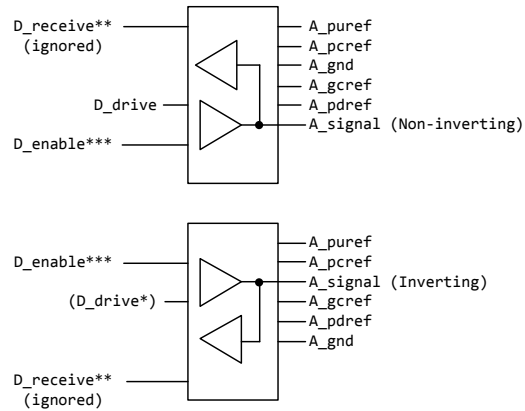 D_receive** A_puref
(ignored) A_pcref
A_gnd
A_gcref
D_drive A_pdref
A_signal (Non-inverting)
D_enable***
A_puref
D_enable*** A_pcref
A_signal (Inverting)
(D_drive*) A_gcref
A_pdref
A_gnd
D_receive**
(ignored)